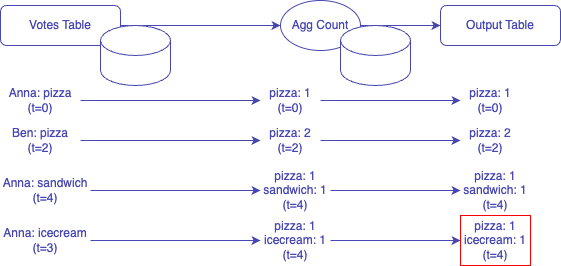 Votes Table
Agg Count
Output Table
Anna: pizza
(t=0)
pizza: 1
(t=0)
pizza: 1
(t=0)
Ben: pizza
(t=2)
pizza: 2
(t=2)
pizza: 2
(t=2)
Anna: sandwich
(t=4)
pizza: 1
sandwich: 1
(t=4)
pizza: 1
sandwich: 1
(t=4)
Anna: icecream
(t=3)
pizza: 1
icecream: 1
(t=4)
pizza: 1
icecream: 1
(t=4)